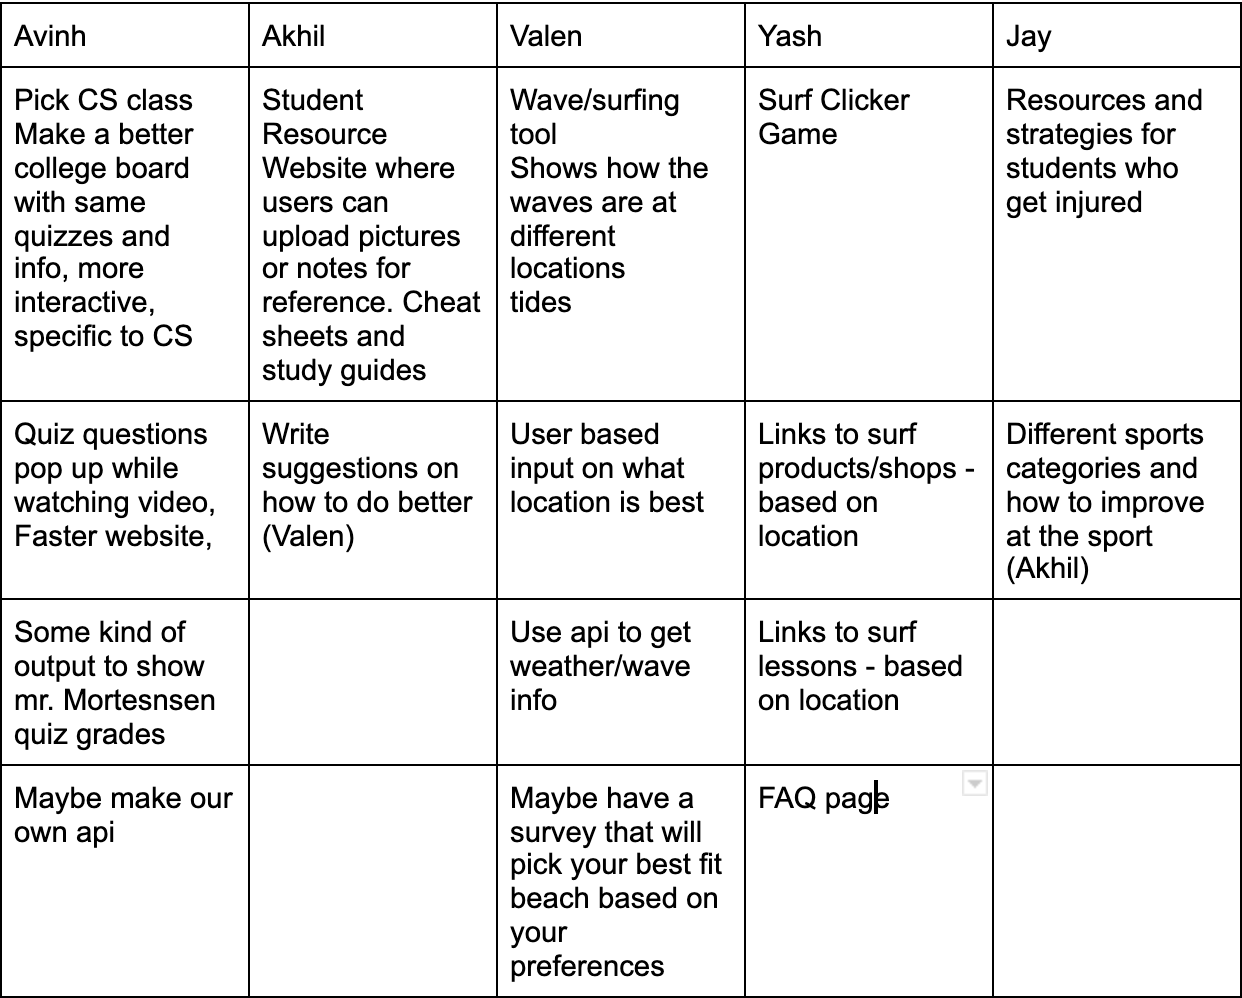 Avinh
Akhil
Valen
Yash
Jay
Pick CS class
Make a better
college board
with same
quizzes and
info, more
interactive,
specific to CS
Student
Resource
Website where
users can
upload pictures
or notes for
reference. Cheat
sheets and
study guides
Wave/surfing
tool
Shows how the
waves are at
different
locations
tides
Surf Clicker
Game
Resources and
strategies for
students who
get injured
Quiz questions
pop up while
watching video,
Faster website,
Write
suggestions on
how to do better
(Valen)
User based
input on what
location is best
Links to surf
products/shops -
based on
location
Different sports
categories and
how to improve
at the sport
(Akhil)
Some kind of
output to show
mr. Mortesnsen
quiz grades
Use api to get
weather/wave
info
Links to surf
lessons - based
on location
Maybe make our
own api
Maybe have a
survey that will
pick your best fit
beach based on
your
preferences
FAQ page